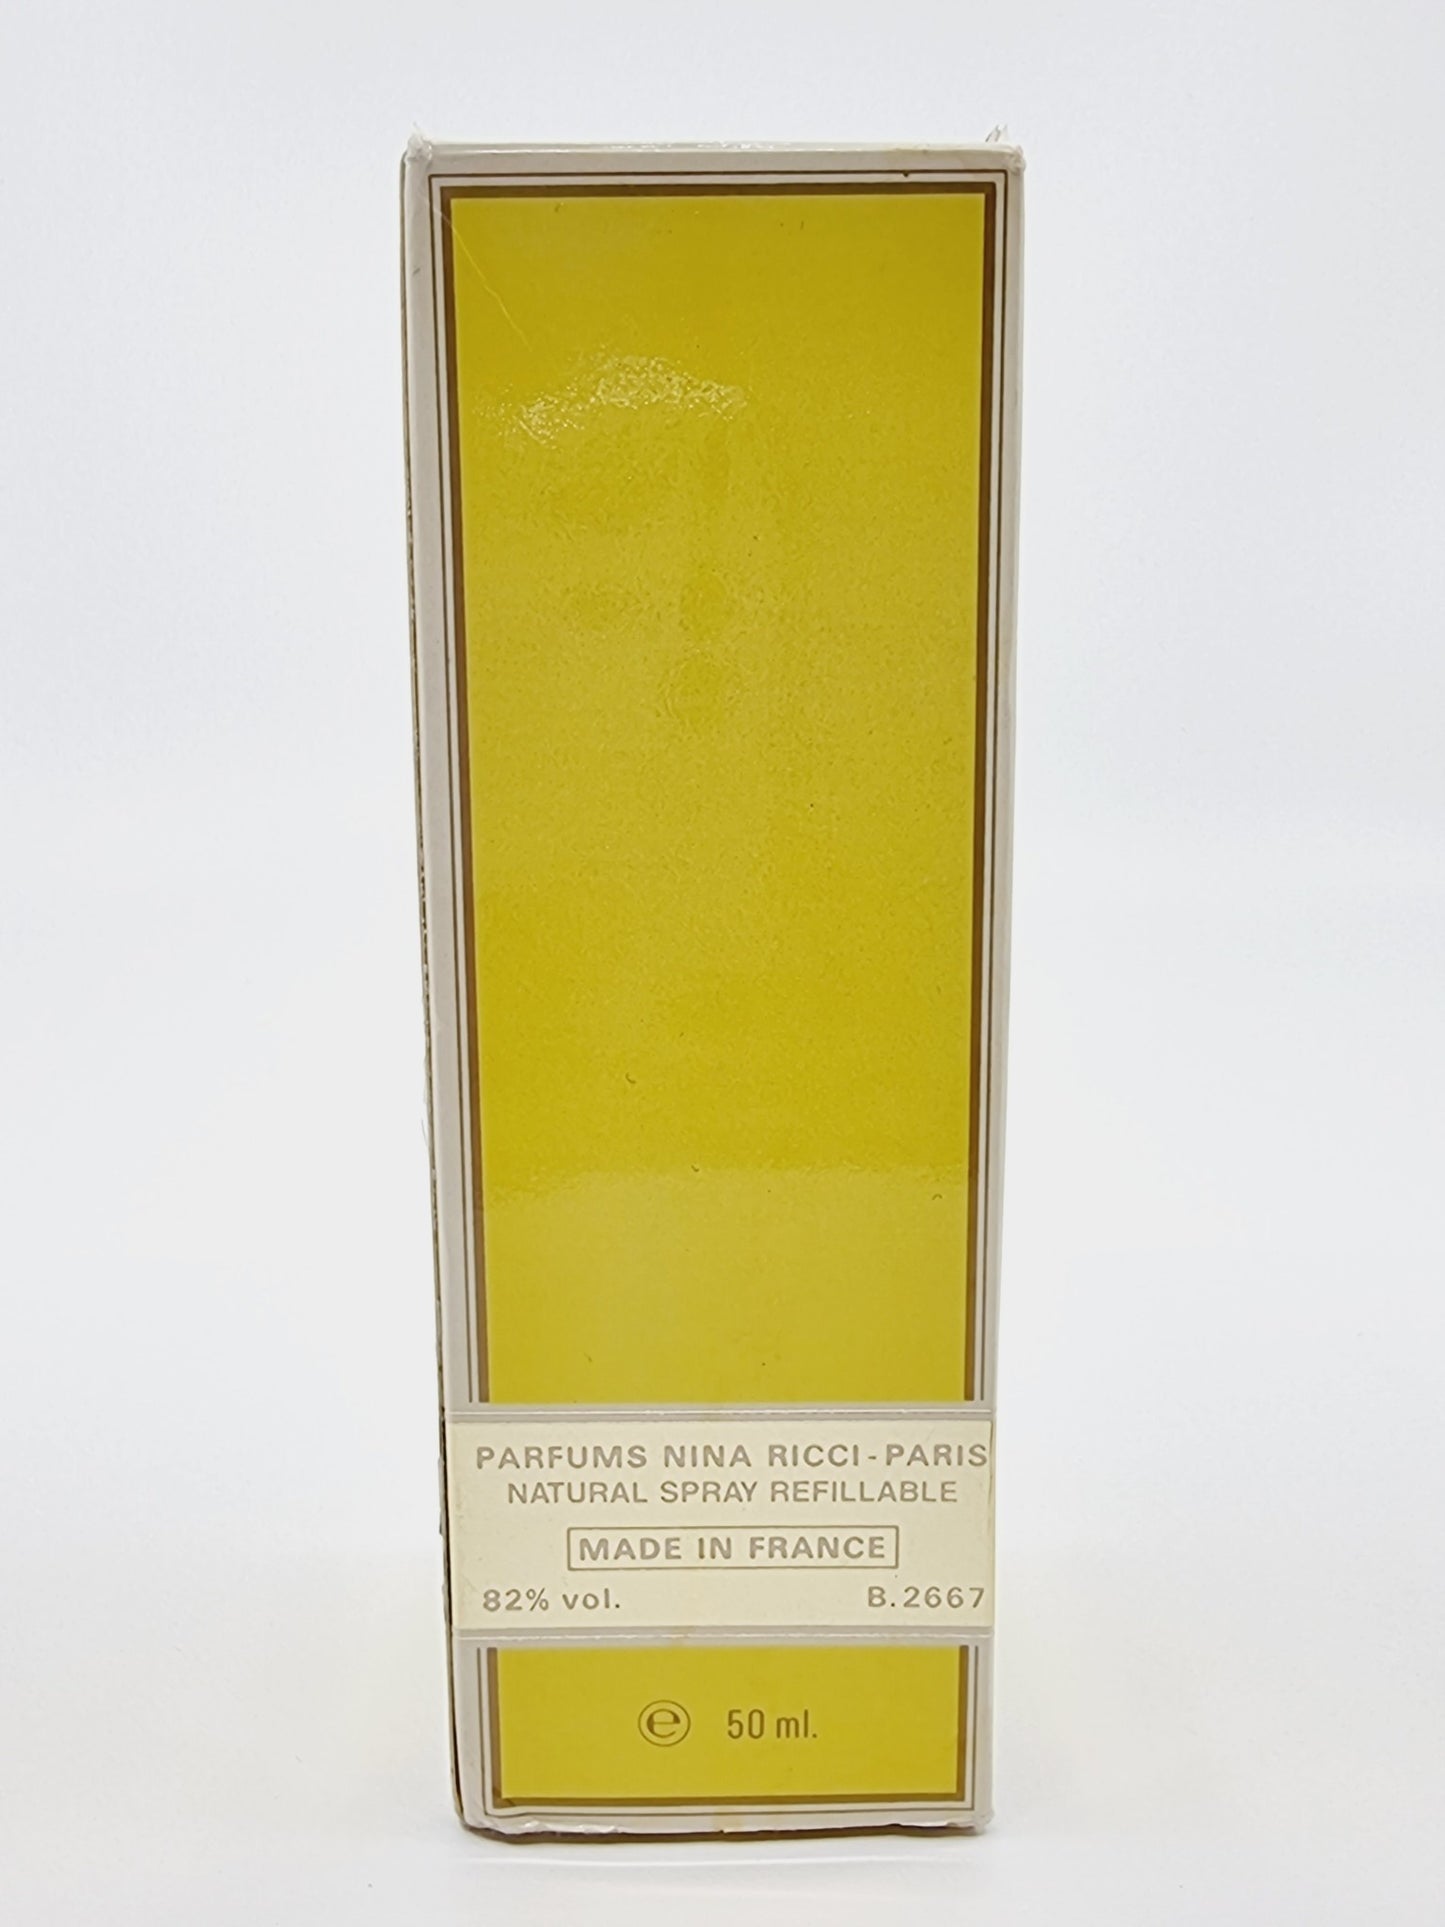 PARFUMS NINA RICCI - PARIS
NATURAL SPRAY REFILLABLE
MADE IN FRANCE
82% vol. B.2667
℮ 50 ml.